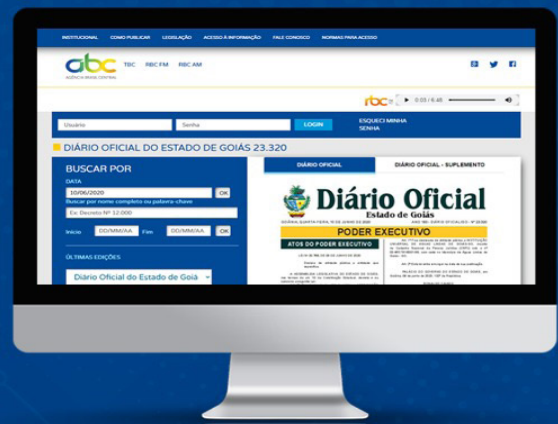 INSTITUCIONAL COMO PUBLICAR LEGISLAÇÃO ACESSO À INFORMAÇÃO FALE CONOSCO NORMAS PARA ACESSO
abc TBC RBC FM RBC AM
AGÊNCIA BRASIL CENTRAL
rbc 0:05 / 6:46
Usuário Senha LOGIN ESQUECI MINHA SENHA
DIÁRIO OFICIAL DO ESTADO DE GOIÁS 23.320
BUSCAR POR
DATA
10/06/2020 OK
Buscar por nome completo ou palavra-chave
Ex: Decreto Nº 12.000
Início DD/MM/AA Fim DD/MM/AA OK
ÚLTIMAS EDIÇÕES
Diário Oficial do Estado de Goiá
DIÁRIO OFICIAL DIÁRIO OFICIAL - SUPLEMENTO
Diário Oficial
Estado de Goiás
PODER EXECUTIVO
ATOS DO PODER EXECUTIVO